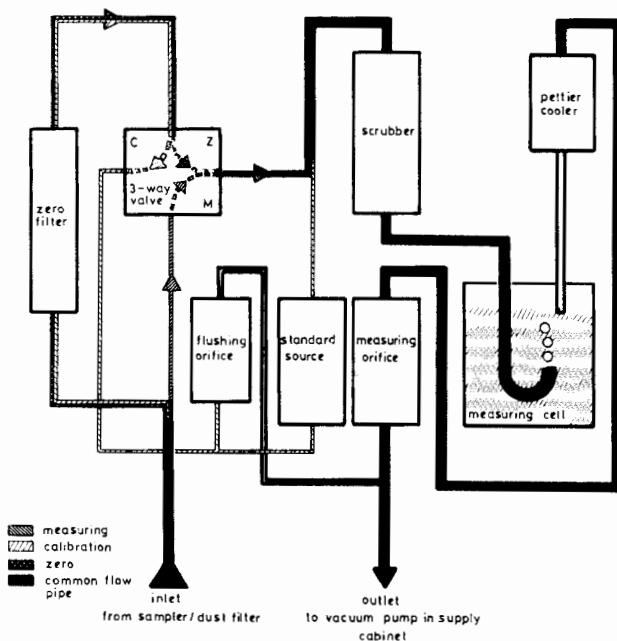 scrubber
pettier
cooler
C
Z
3-way
valve
M
zero
filter
flushing
orifice
standard
source
measuring
orifice
measuring cell
measuring
calibration
zero
common flow
pipe
inlet
from sampler/dust filter
outlet
to vacuum pump in supply
cabinet